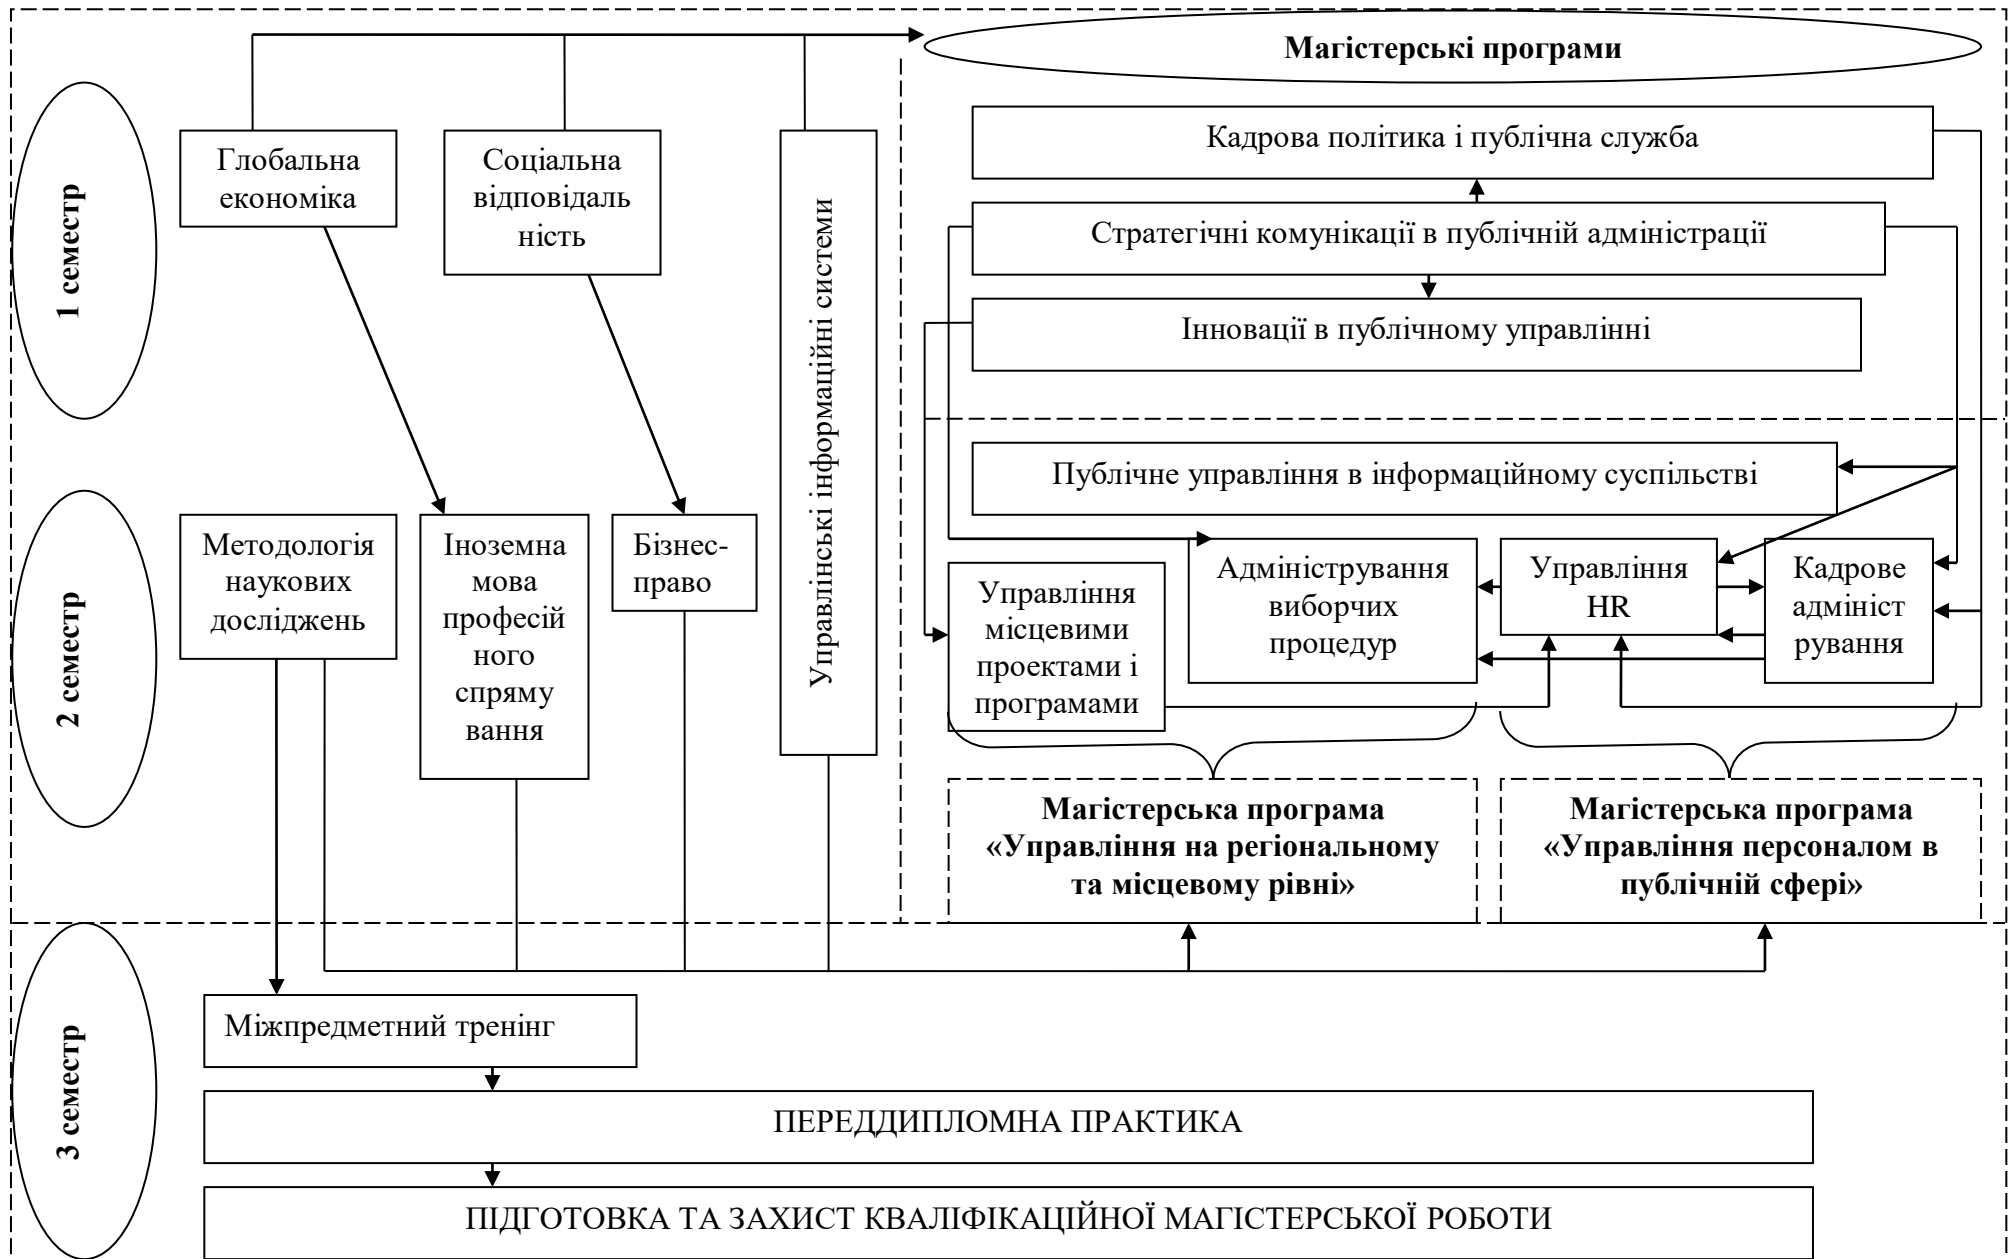 Магістерські програми
1 семестр
Глобальна
економіка
Соціальна
відповідаль
ність
Управлінські інформаційні системи
Кадрова політика і публічна служба
Стратегічні комунікації в публічній адміністрації
Інновації в публічному управлінні
2 семестр
Методологія
наукових
досліджень
Іноземна
мова
професій
ного
спряму
вання
Бізнес-
право
Публічне управління в інформаційному суспільстві
Управління
місцевими
проектами і
програмами
Адміністрування
виборчих
процедур
Управління
HR
Кадрове
адмініст
рування
Магістерська програма
«Управління на регіональному
та місцевому рівні»
Магістерська програма
«Управління персоналом в
публічній сфері»
3 семестр
Міжпредметний тренінг
ПЕРЕДДИПЛОМНА ПРАКТИКА
ПІДГОТОВКА ТА ЗАХИСТ КВАЛІФІКАЦІЙНОЇ МАГІСТЕРСЬКОЇ РОБОТИ